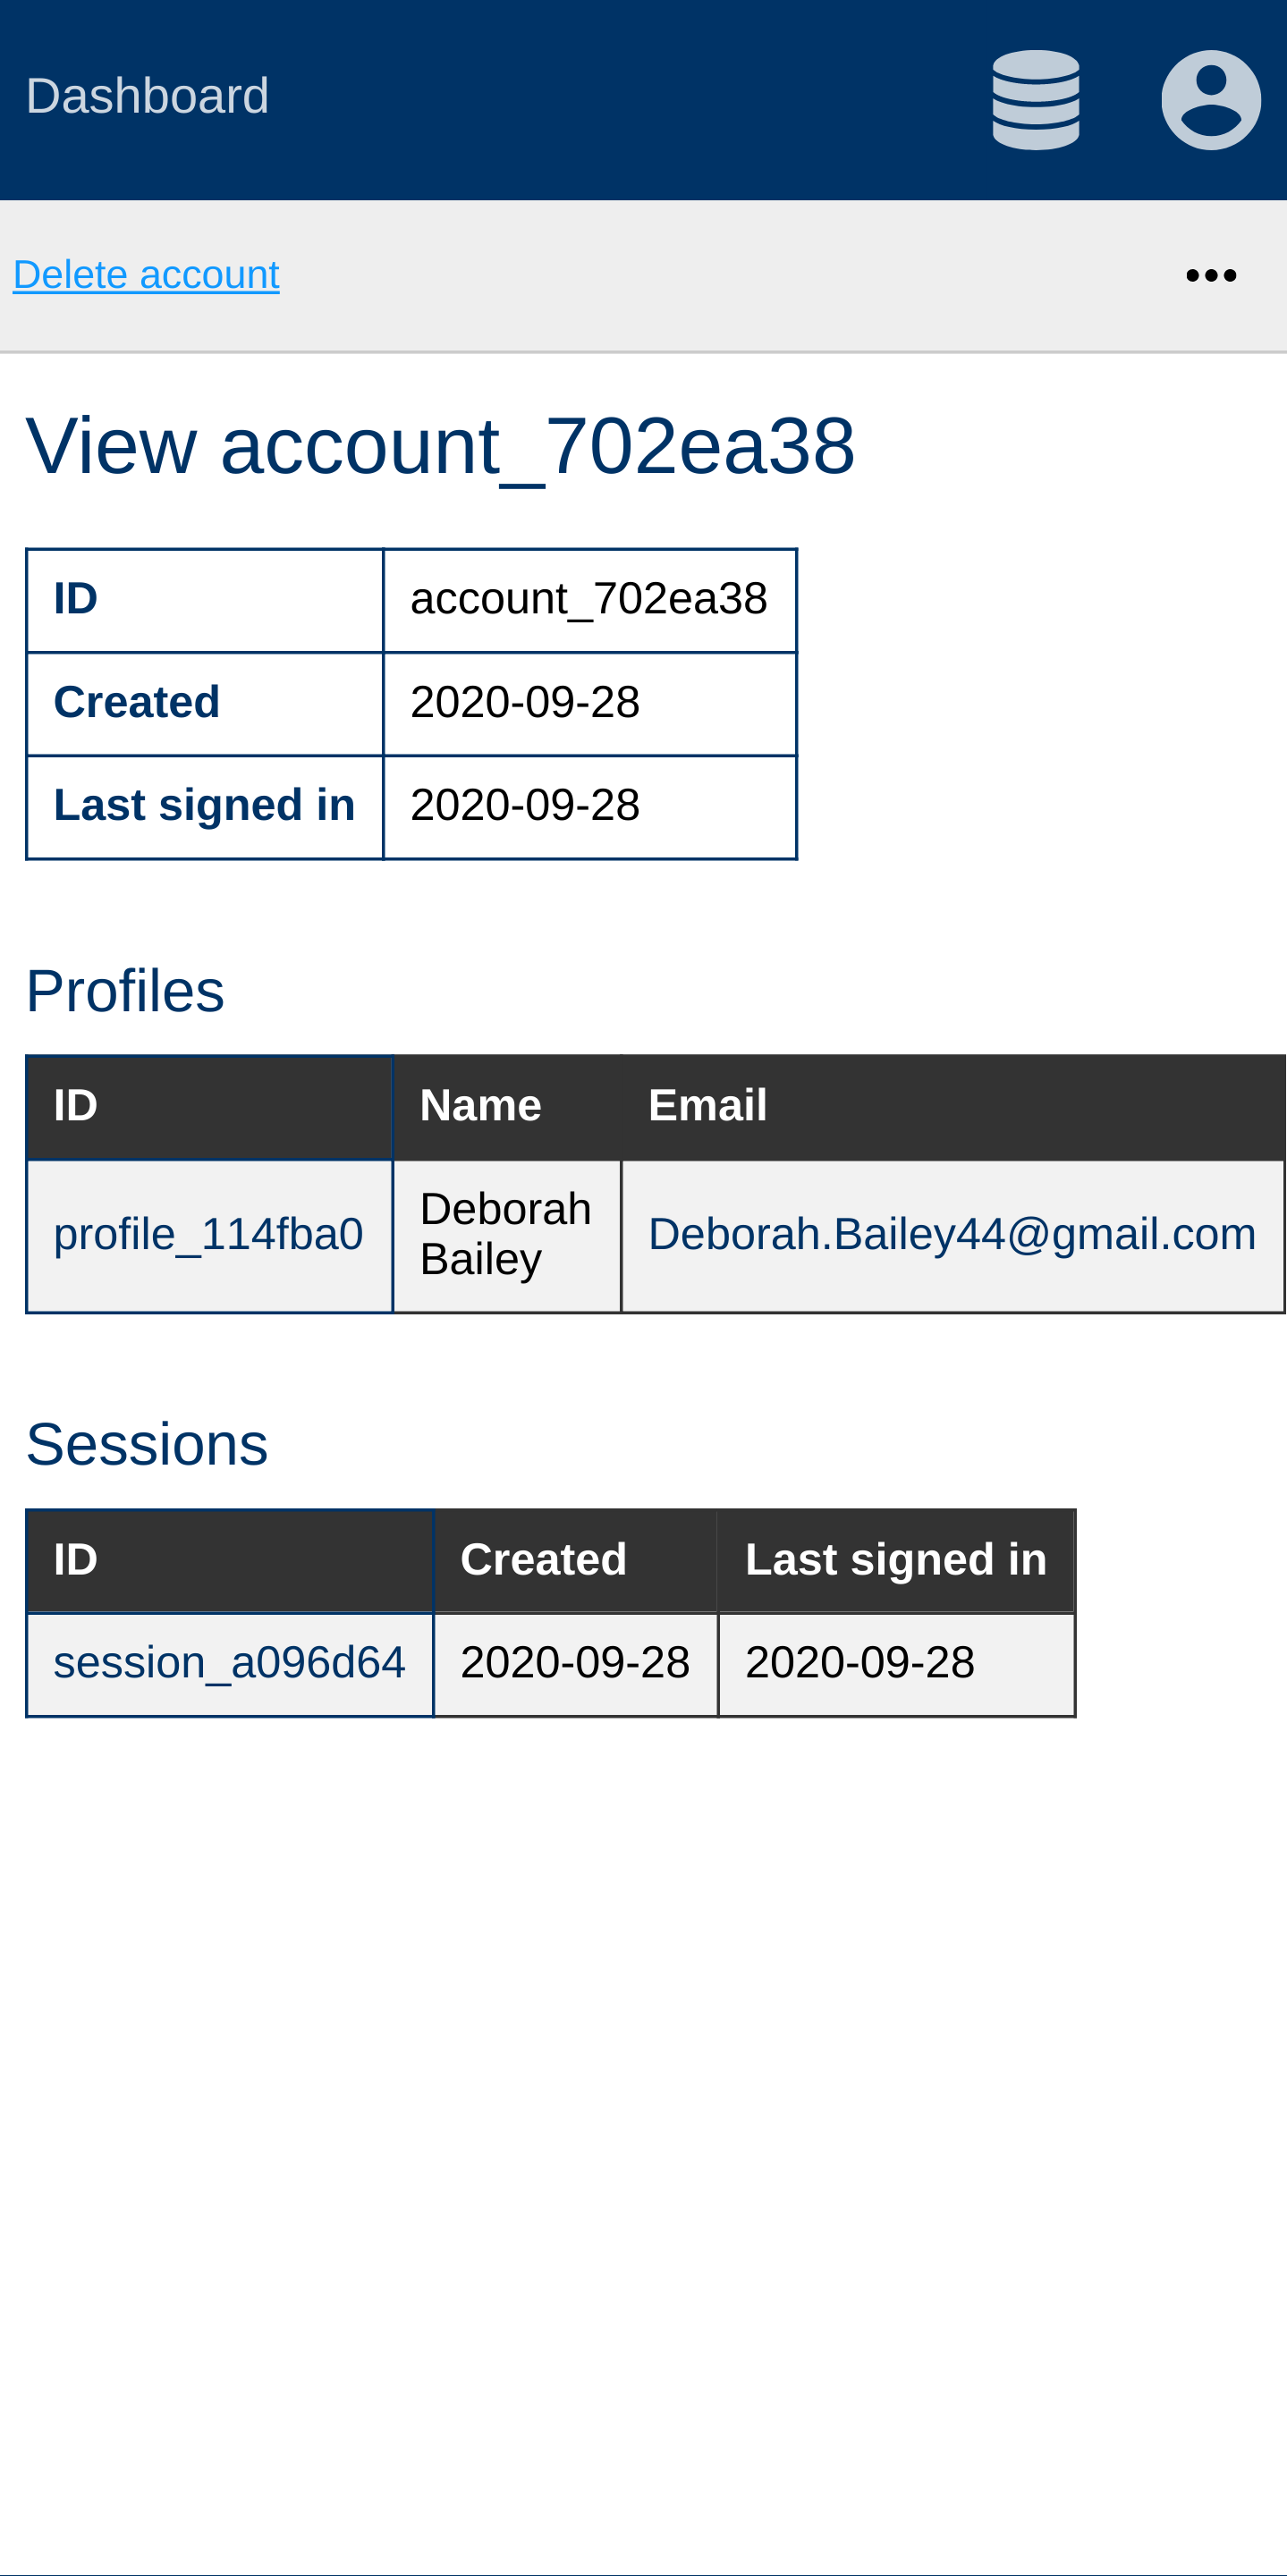 Dashboard
Delete account
View account_702ea38
ID account_702ea38
Created 2020-09-28
Last signed in 2020-09-28
Profiles
ID Name Email
profile_114fba0 Deborah Bailey Deborah.Bailey44@gmail.com
Sessions
ID Created Last signed in
session_a096d64 2020-09-28 2020-09-28